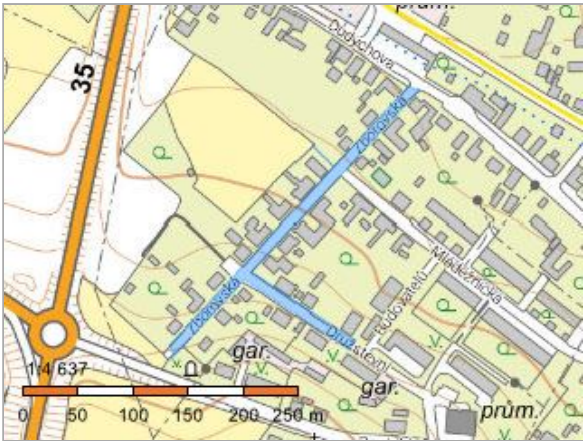 prům.
Dudychova
35
Zborovská
Mládežnická
Budovatelů
Zborovská
Družstevní
gar.
1:4 637
gar.
prům.
0 50 100 150 200 250 m